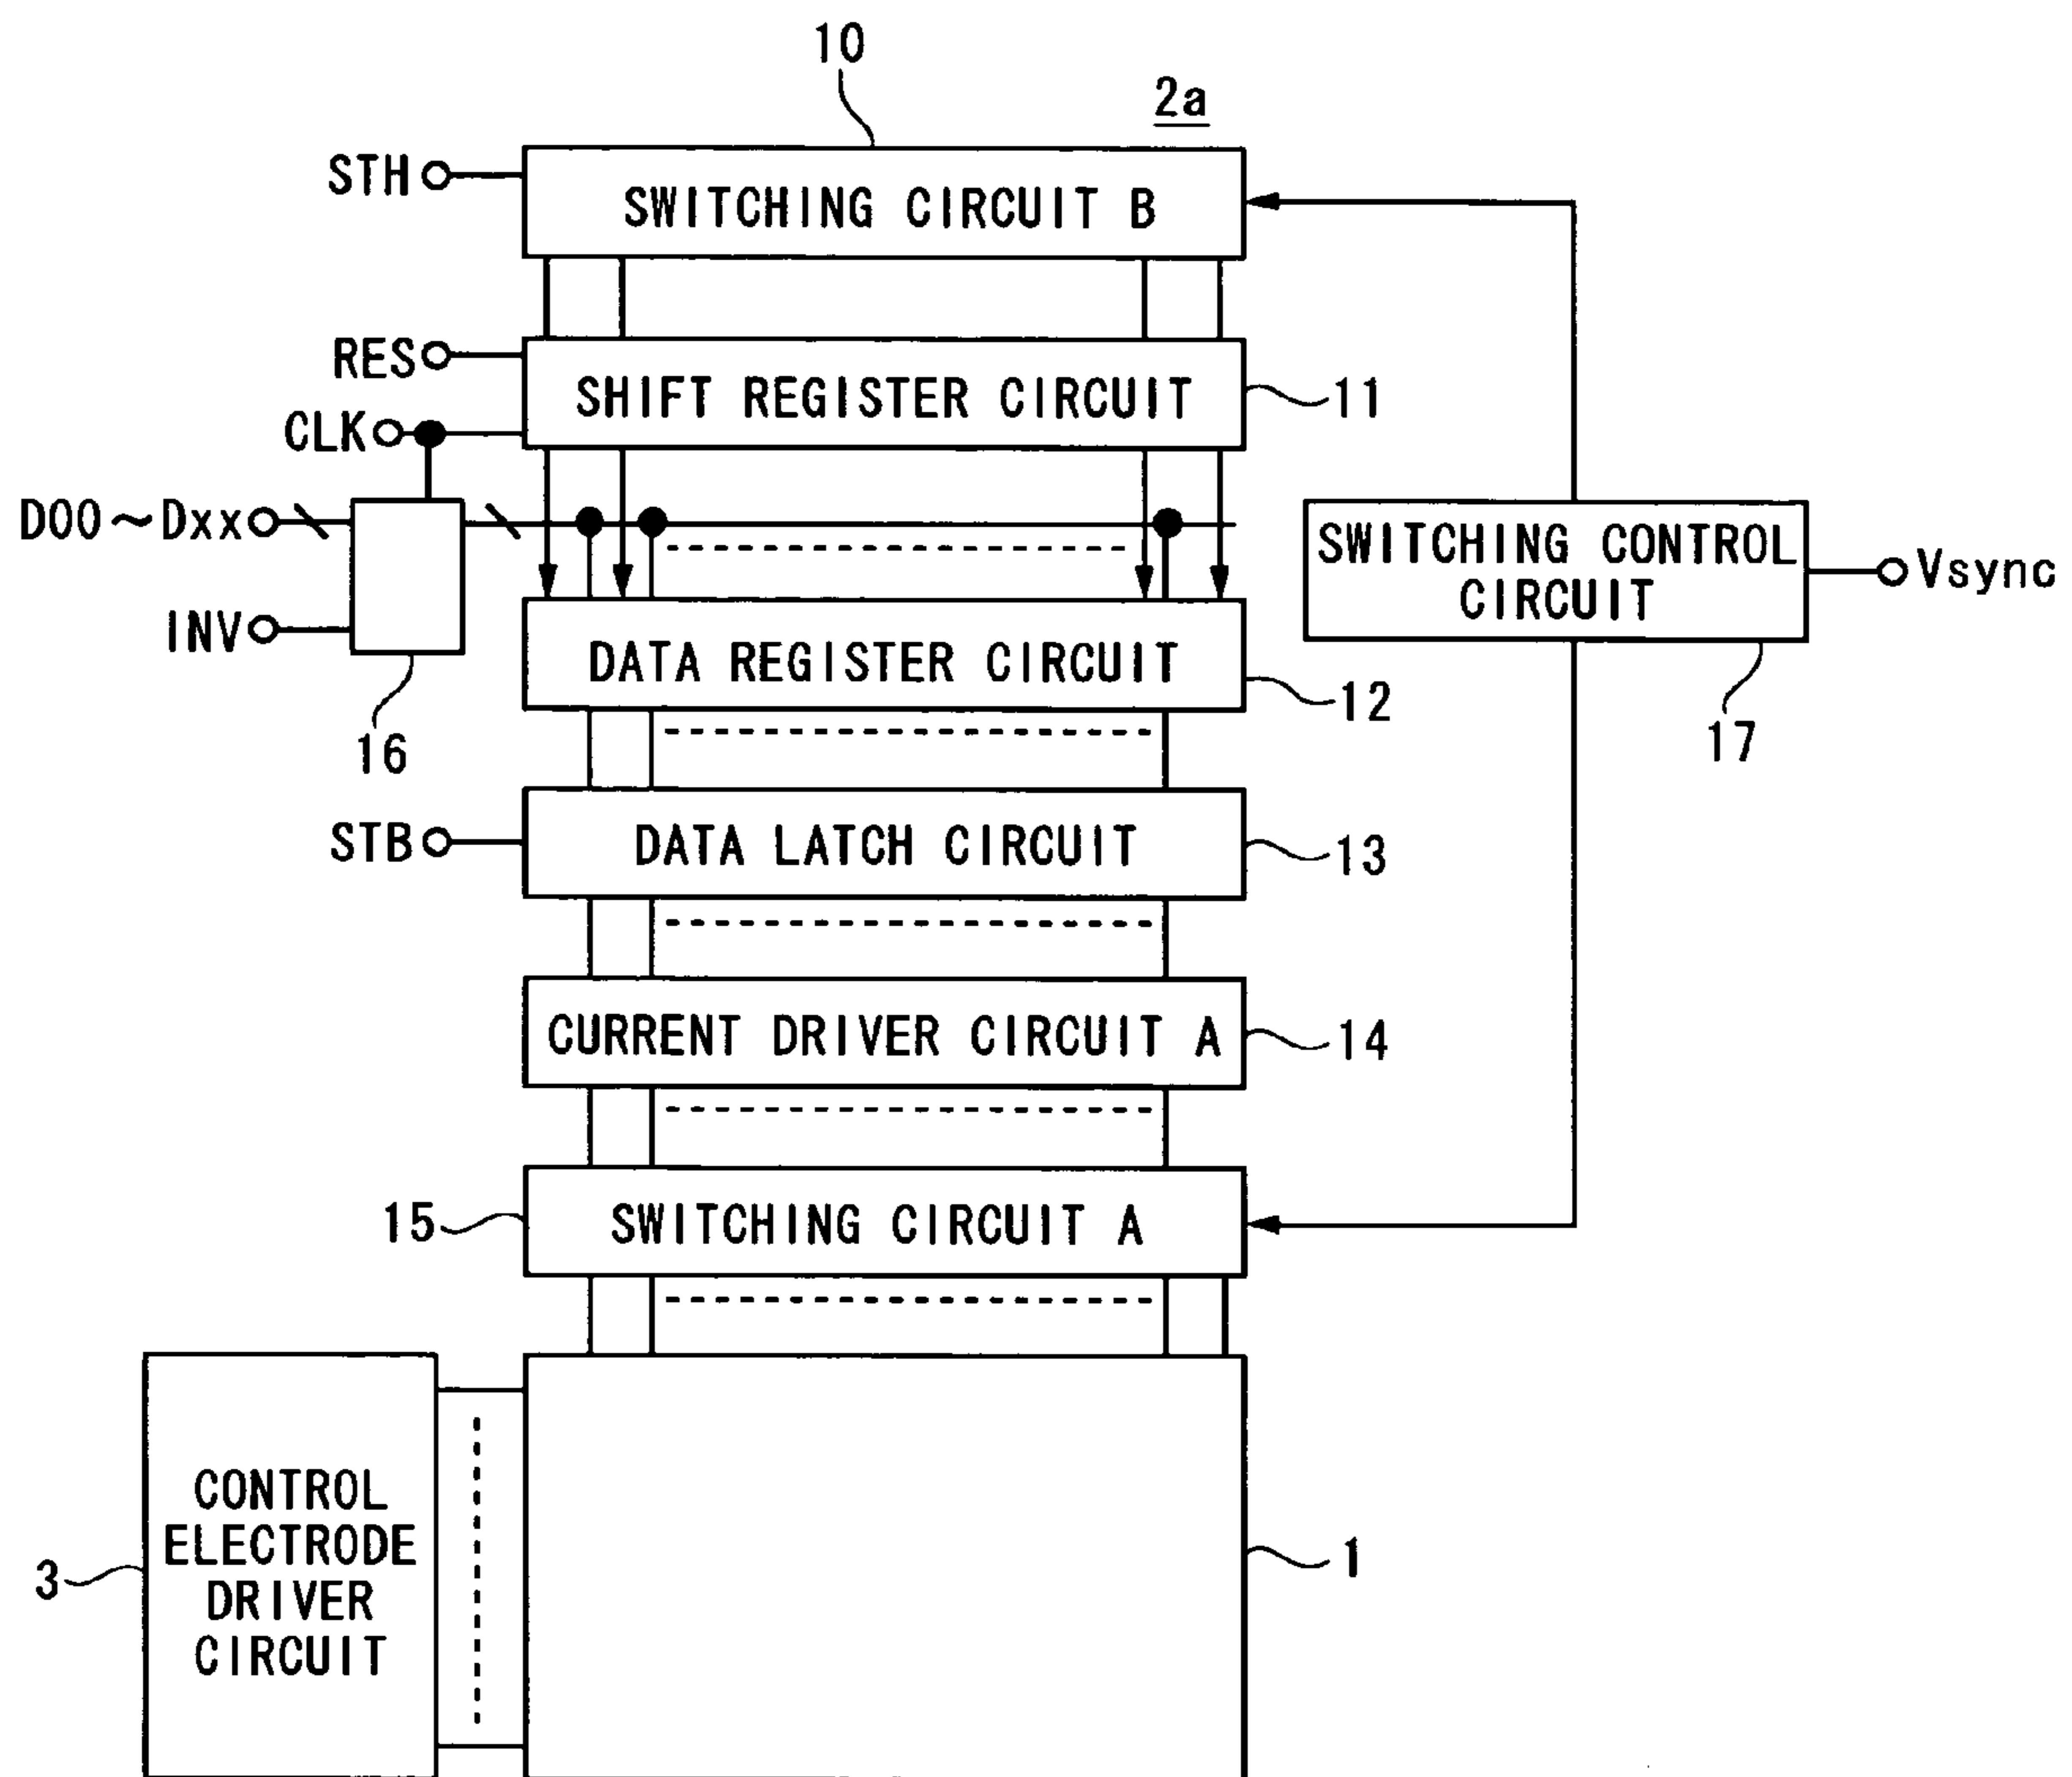 10
2a
STH
SWITCHING CIRCUIT B
RES
SHIFT REGISTER CIRCUIT
11
CLK
D00~Dxx
SWITCHING CONTROL
CIRCUIT
Vsync
INV
DATA REGISTER CIRCUIT
12
16
17
STB
DATA LATCH CIRCUIT
13
CURRENT DRIVER CIRCUIT A
14
15
SWITCHING CIRCUIT A
CONTROL
ELECTRODE
DRIVER
CIRCUIT
3
1